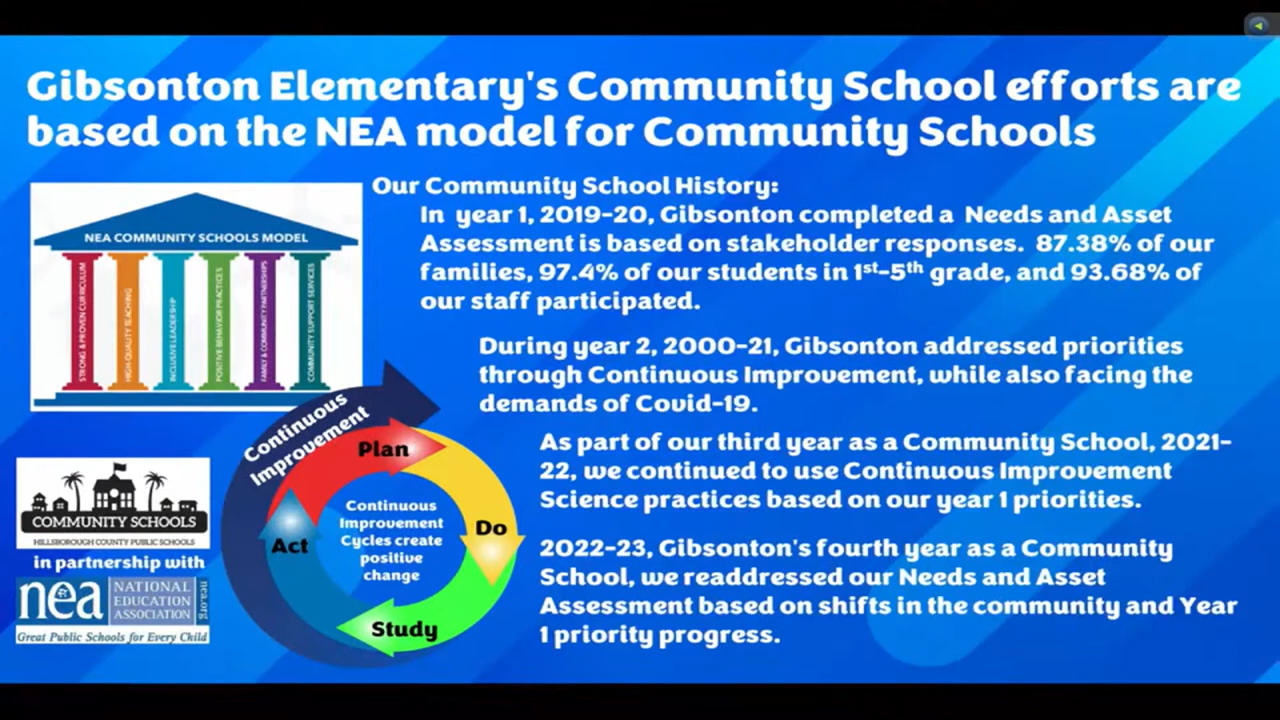 Gibsonton Elementary's Community School efforts are
based on the NEA model for Community Schools
NEA COMMUNITY SCHOOLS MODEL
STRONG & PROVEN CURRICULUM
HIGH-QUALITY TEACHING
INCLUSIVE LEADERSHIP
POSITIVE BEHAVIOR PRACTICES
FAMILY & COMMUNITY PARTNERSHIPS
COMMUNITY SUPPORT SERVICES
Our Community School History:
In year 1, 2019-20, Gibsonton completed a Needs and Asset
Assessment is based on stakeholder responses. 87.38% of our
families, 97.4% of our students in 1st-5th grade, and 93.68% of
our staff participated.
During year 2, 2000-21, Gibsonton addressed priorities
through Continuous Improvement, while also facing the
demands of Covid-19.
As part of our third year as a Community School, 2021-
22, we continued to use Continuous Improvement
Science practices based on our year 1 priorities.
2022-23, Gibsonton's fourth year as a Community
School, we readdressed our Needs and Asset
Assessment based on shifts in the community and Year
1 priority progress.
Continuous
Improvement
Plan
Do
Study
Act
Continuous
Improvement
Cycles create
positive
change
COMMUNITY SCHOOLS
HILLSBOROUGH COUNTY PUBLIC SCHOOLS
in partnership with
nea
NATIONAL
EDUCATION
ASSOCIATION
nea.org
Great Public Schools for Every Child